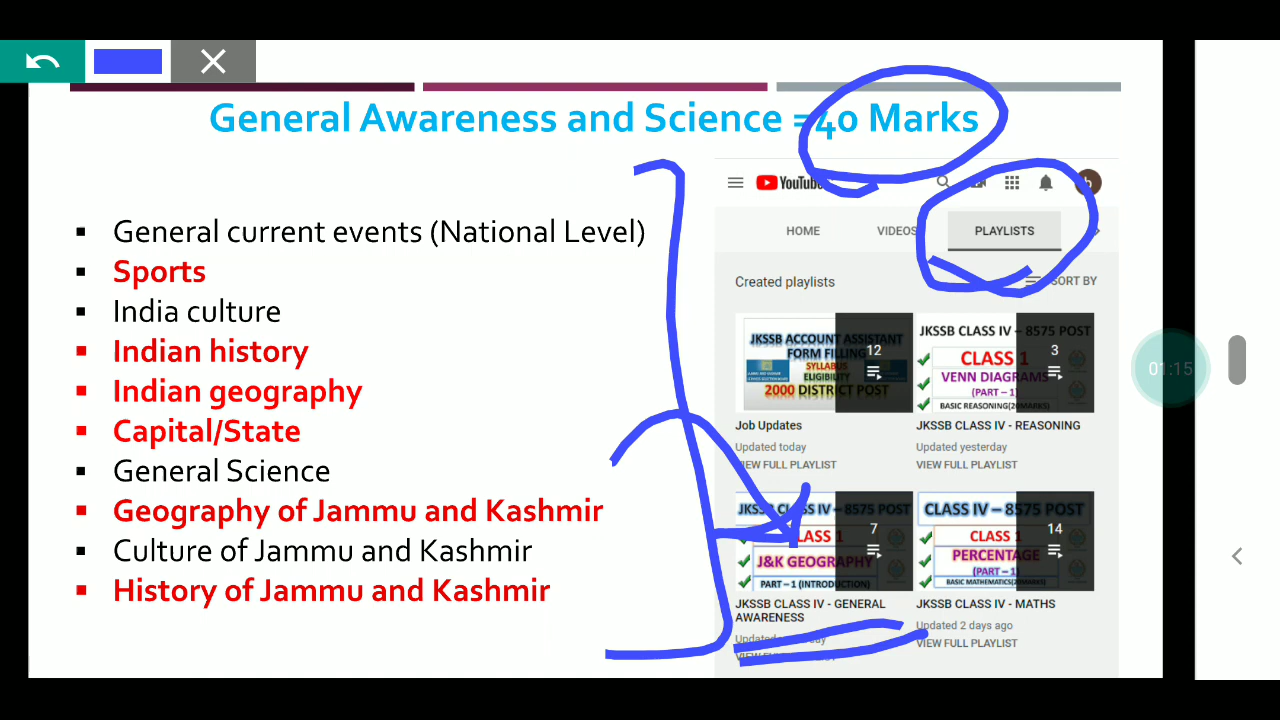 General Awareness and Science =40 Marks
General current events (National Level)
Sports
India culture
Indian history
Indian geography
Capital/State
General Science
Geography of Jammu and Kashmir
Culture of Jammu and Kashmir
History of Jammu and Kashmir
YouTube
HOME VIDEOS PLAYLISTS
Created playlists SORT BY
JKSSB ACCOUNT ASSISTANT
FORM FILLING
SYLLABUS
ELIGIBILITY
2000 DISTRICT POST
12
Job Updates
Updated today
VIEW FULL PLAYLIST
JKSSB CLASS IV – 8575 POST
CLASS 1
VENN DIAGRAMS
(PART – 1)
BASIC REASONING(20MARKS)
3
JKSSB CLASS IV - REASONING
Updated yesterday
VIEW FULL PLAYLIST
JKSSB CLASS IV – 8575 POST
CLASS 1
J&K GEOGRAPHY
PART – 1 (INTRODUCTION)
7
JKSSB CLASS IV - GENERAL
AWARENESS
CLASS IV – 8575 POST
CLASS 1
PERCENTAGE
(PART – 1)
BASIC MATHEMATICS(20MARKS)
14
JKSSB CLASS IV - MATHS
Updated 2 days ago
VIEW FULL PLAYLIST
01:15